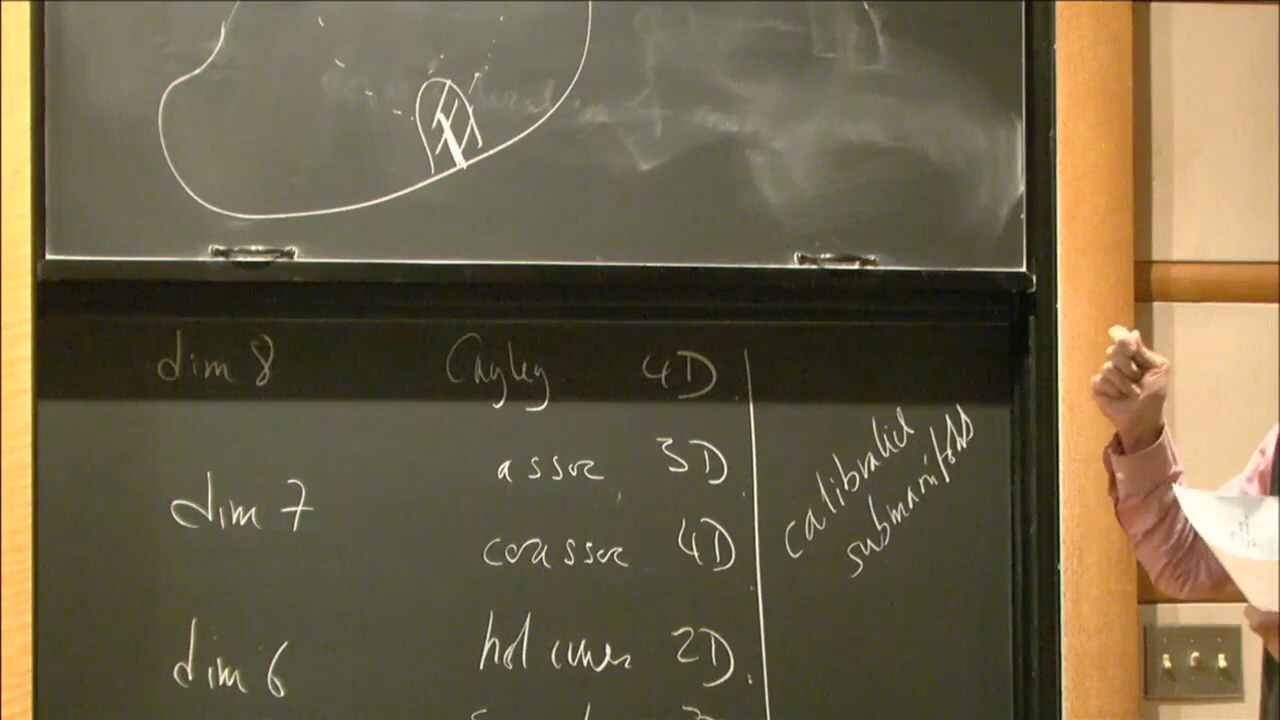 dim 8 Cayley 4D
assoc 3D
dim 7
coassoc 4D
calibrated
submanifolds
dim 6 hol curves 2D